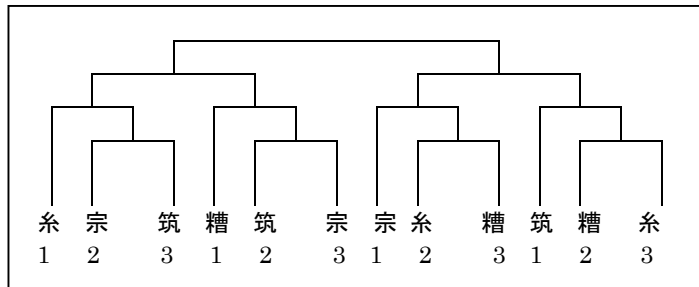 糸 宗 筑 糟 筑 宗 宗 糸 糟 筑 糟 糸
1 2 3 1 2 3 1 2 3 1 2 3